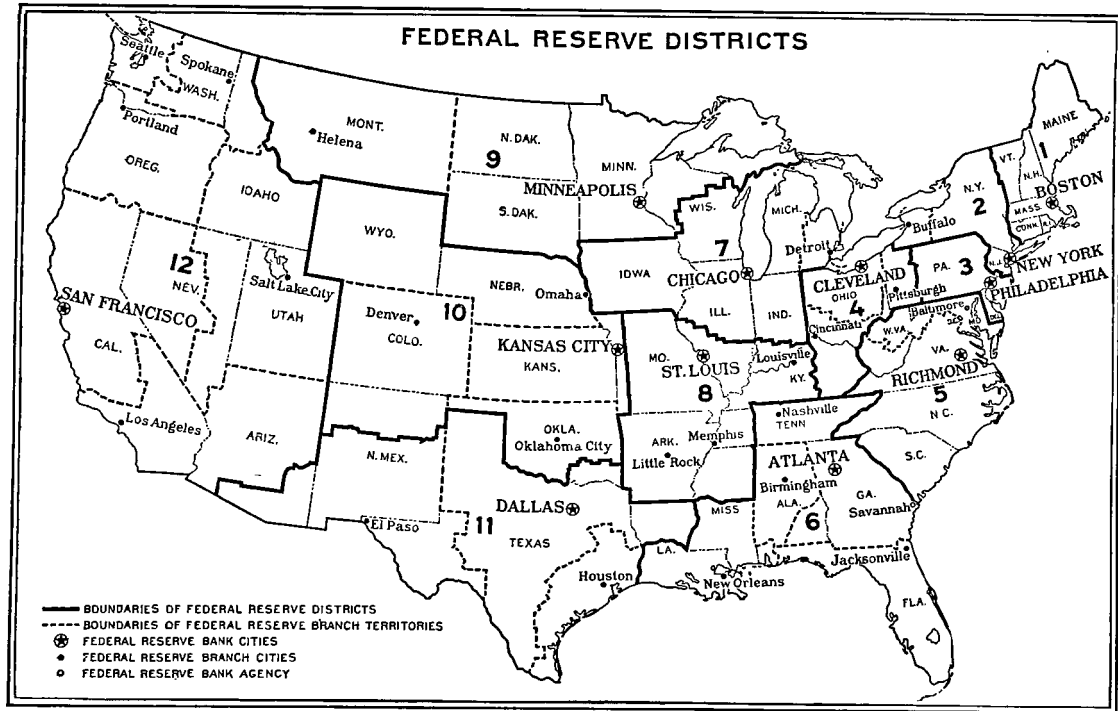 FEDERAL RESERVE DISTRICTS
Seattle
Spokane
WASH.
Portland
OREG.
IDAHO
MONT.
Helena
WYO.
9
N. DAK.
S. DAK.
MINN.
MINNEAPOLIS
WIS.
MICH.
Detroit
7
CHICAGO
IOWA
ILL.
IND.
MAINE
VT.
1
N.H.
BOSTON
MASS.
CONN.
R.I.
N.Y.
2
Buffalo
NEW YORK
N.J.
PA.
3
PHILADELPHIA
CLEVELAND
OHIO
4
Pittsburgh
Cincinnati
Baltimore
MD.
DEL.
W.VA.
VA.
RICHMOND
5
N C.
S.C.
12
NEV.
SAN FRANCISCO
CAL.
Los Angeles
Salt Lake City
UTAH
ARIZ.
NEBR.
Omaha
10
Denver
COLO.
KANSAS CITY
KANS.
MO.
ST. LOUIS
8
Louisville
KY.
Nashville
TENN
ARK.
Memphis
Little Rock
OKLA.
Oklahoma City
N. MEX.
El Paso
DALLAS
11
TEXAS
Houston
LA.
New Orleans
MISS
ATLANTA
Birmingham
ALA.
6
GA.
Savannah
Jacksonville
FLA.
BOUNDARIES OF FEDERAL RESERVE DISTRICTS
BOUNDARIES OF FEDERAL RESERVE BRANCH TERRITORIES
FEDERAL RESERVE BANK CITIES
FEDERAL RESERVE BRANCH CITIES
FEDERAL RESERVE BANK AGENCY